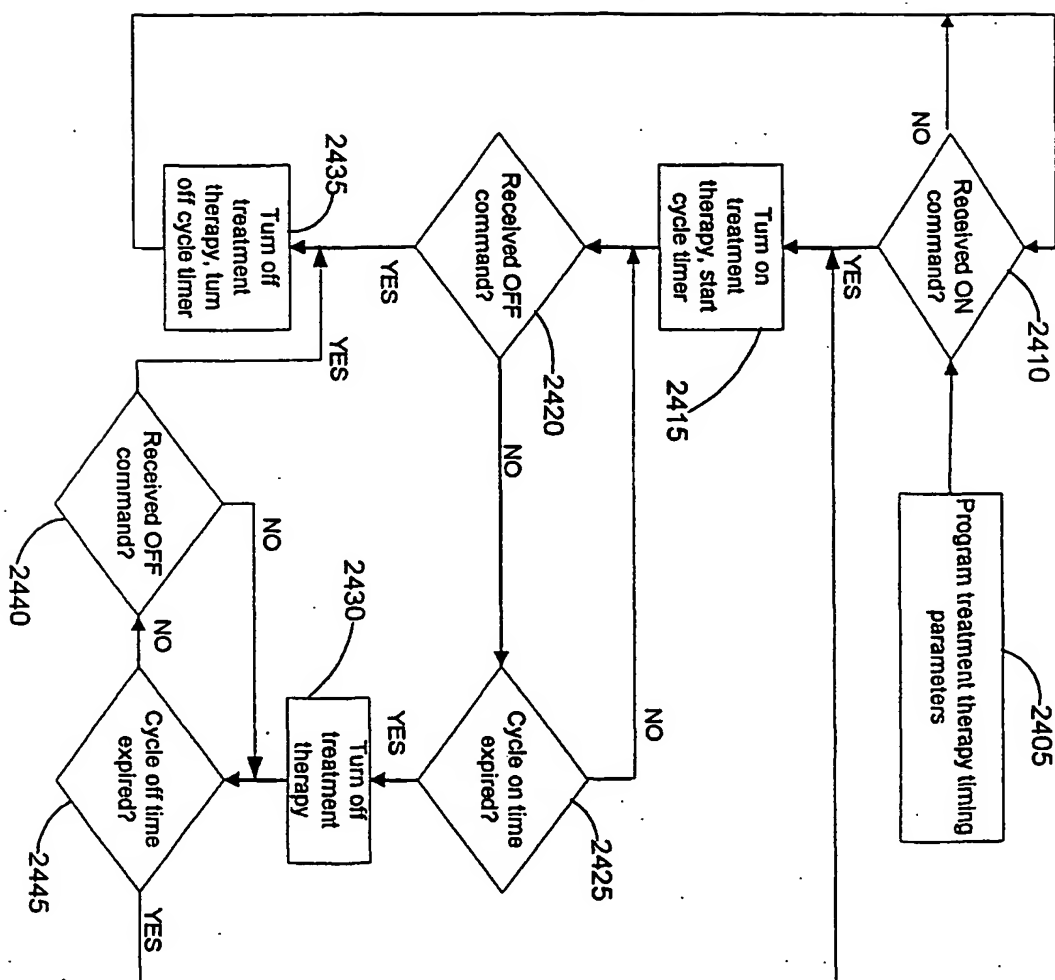 2405
Program treatment therapy timing
parameters
2410
Received ON
command?
NO
YES
2415
Turn on
treatment
therapy, start
cycle timer
2420
Received OFF
command?
NO
YES
2425
Cycle on time
expired?
NO
YES
2430
Turn off
treatment
therapy
2435
Turn off
treatment
therapy, turn
off cycle timer
YES
2440
Received OFF
command?
NO
NO
2445
Cycle off time
expired?
YES